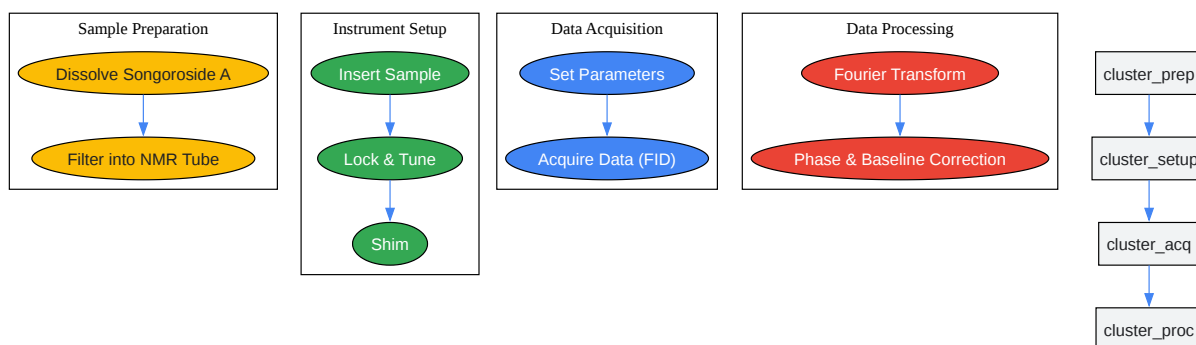 Sample Preparation
Dissolve Songoroside A
Filter into NMR Tube
Instrument Setup
Insert Sample
Lock & Tune
Shim
Data Acquisition
Set Parameters
Acquire Data (FID)
Data Processing
Fourier Transform
Phase & Baseline Correction
cluster_prep
cluster_setup
cluster_acq
cluster_proc